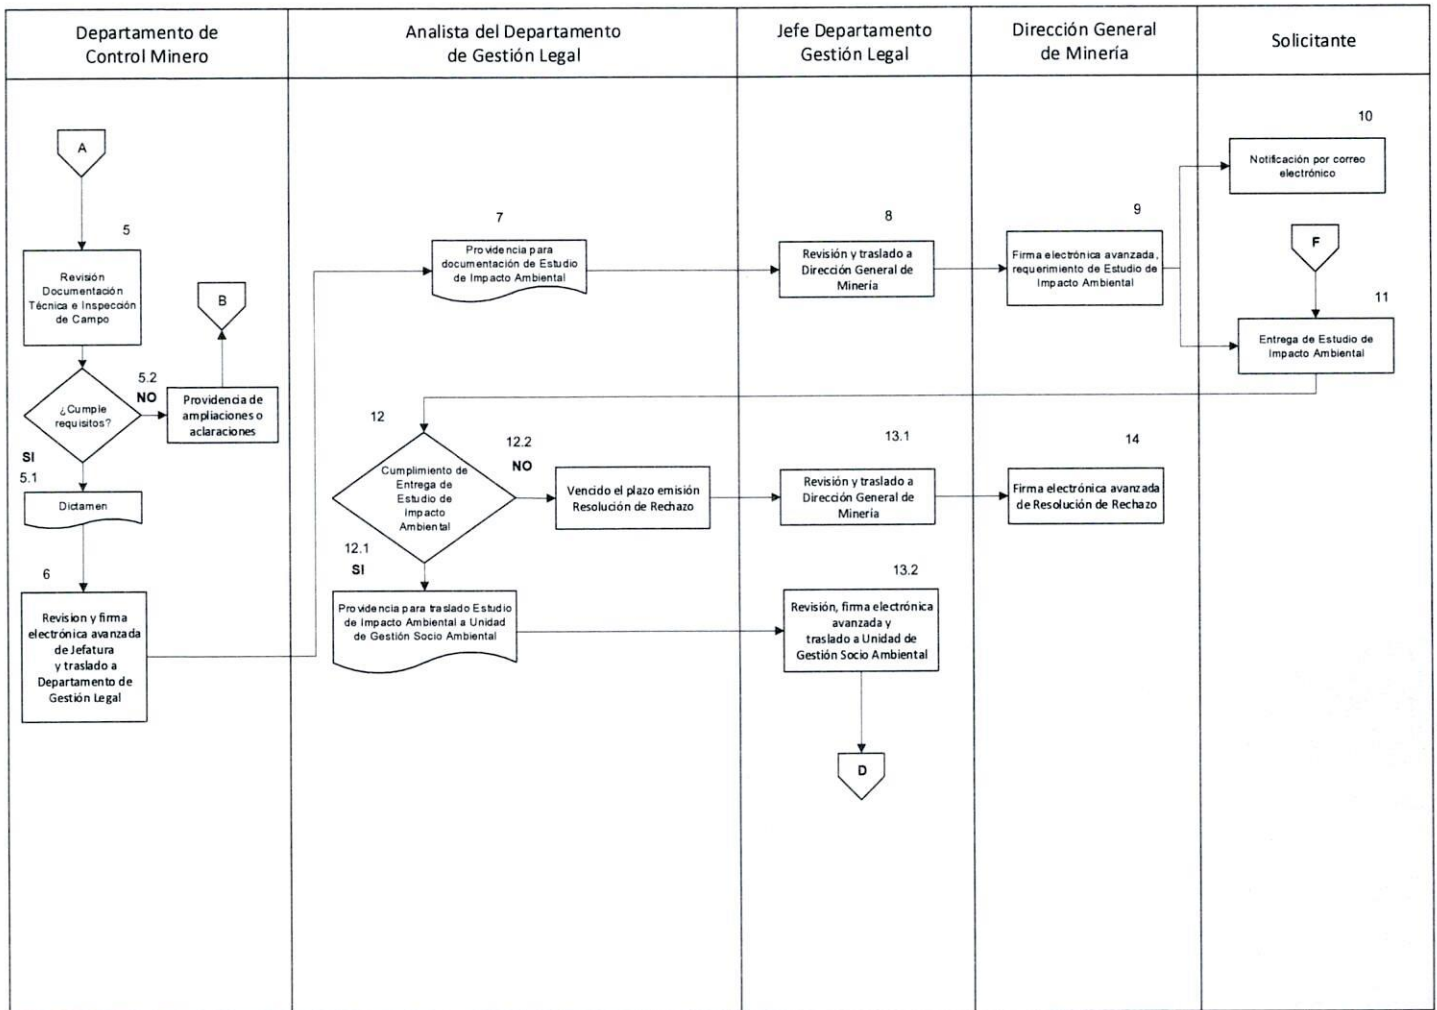 Departamento de
Control Minero
Analista del Departamento
de Gestión Legal
Jefe Departamento
Gestión Legal
Dirección General
de Minería
Solicitante
A
5
Revisión
Documentación
Técnica e Inspección
de Campo
B
¿Cumple
requisitos?
5.2
NO
Providencia de
ampliaciones o
aclaraciones
SI
5.1
Dictamen
6
Revision y firma
electrónica avanzada
de Jefatura
y traslado a
Departamento de
Gestión Legal
7
Providencia para
documentación de Estudio
de Impacto Ambiental
8
Revisión y traslado a
Dirección General de
Minería
9
Firma electrónica avanzada,
requerimiento de Estudio de
Impacto Ambiental
10
Notificación por correo
electrónico
F
11
Entrega de Estudio de
Impacto Ambiental
12
Cumplimiento de
Entrega de
Estudio de
Impacto
Ambiental
12.2
NO
Vencido el plazo emisión
Resolución de Rechazo
13.1
Revisión y traslado a
Dirección General de
Minería
14
Firma electrónica avanzada
de Resolución de Rechazo
12.1
SI
Providencia para traslado Estudio
de Impacto Ambiental a Unidad
de Gestión Socio Ambiental
13.2
Revisión, firma electrónica
avanzada y
traslado a Unidad de
Gestión Socio Ambiental
D